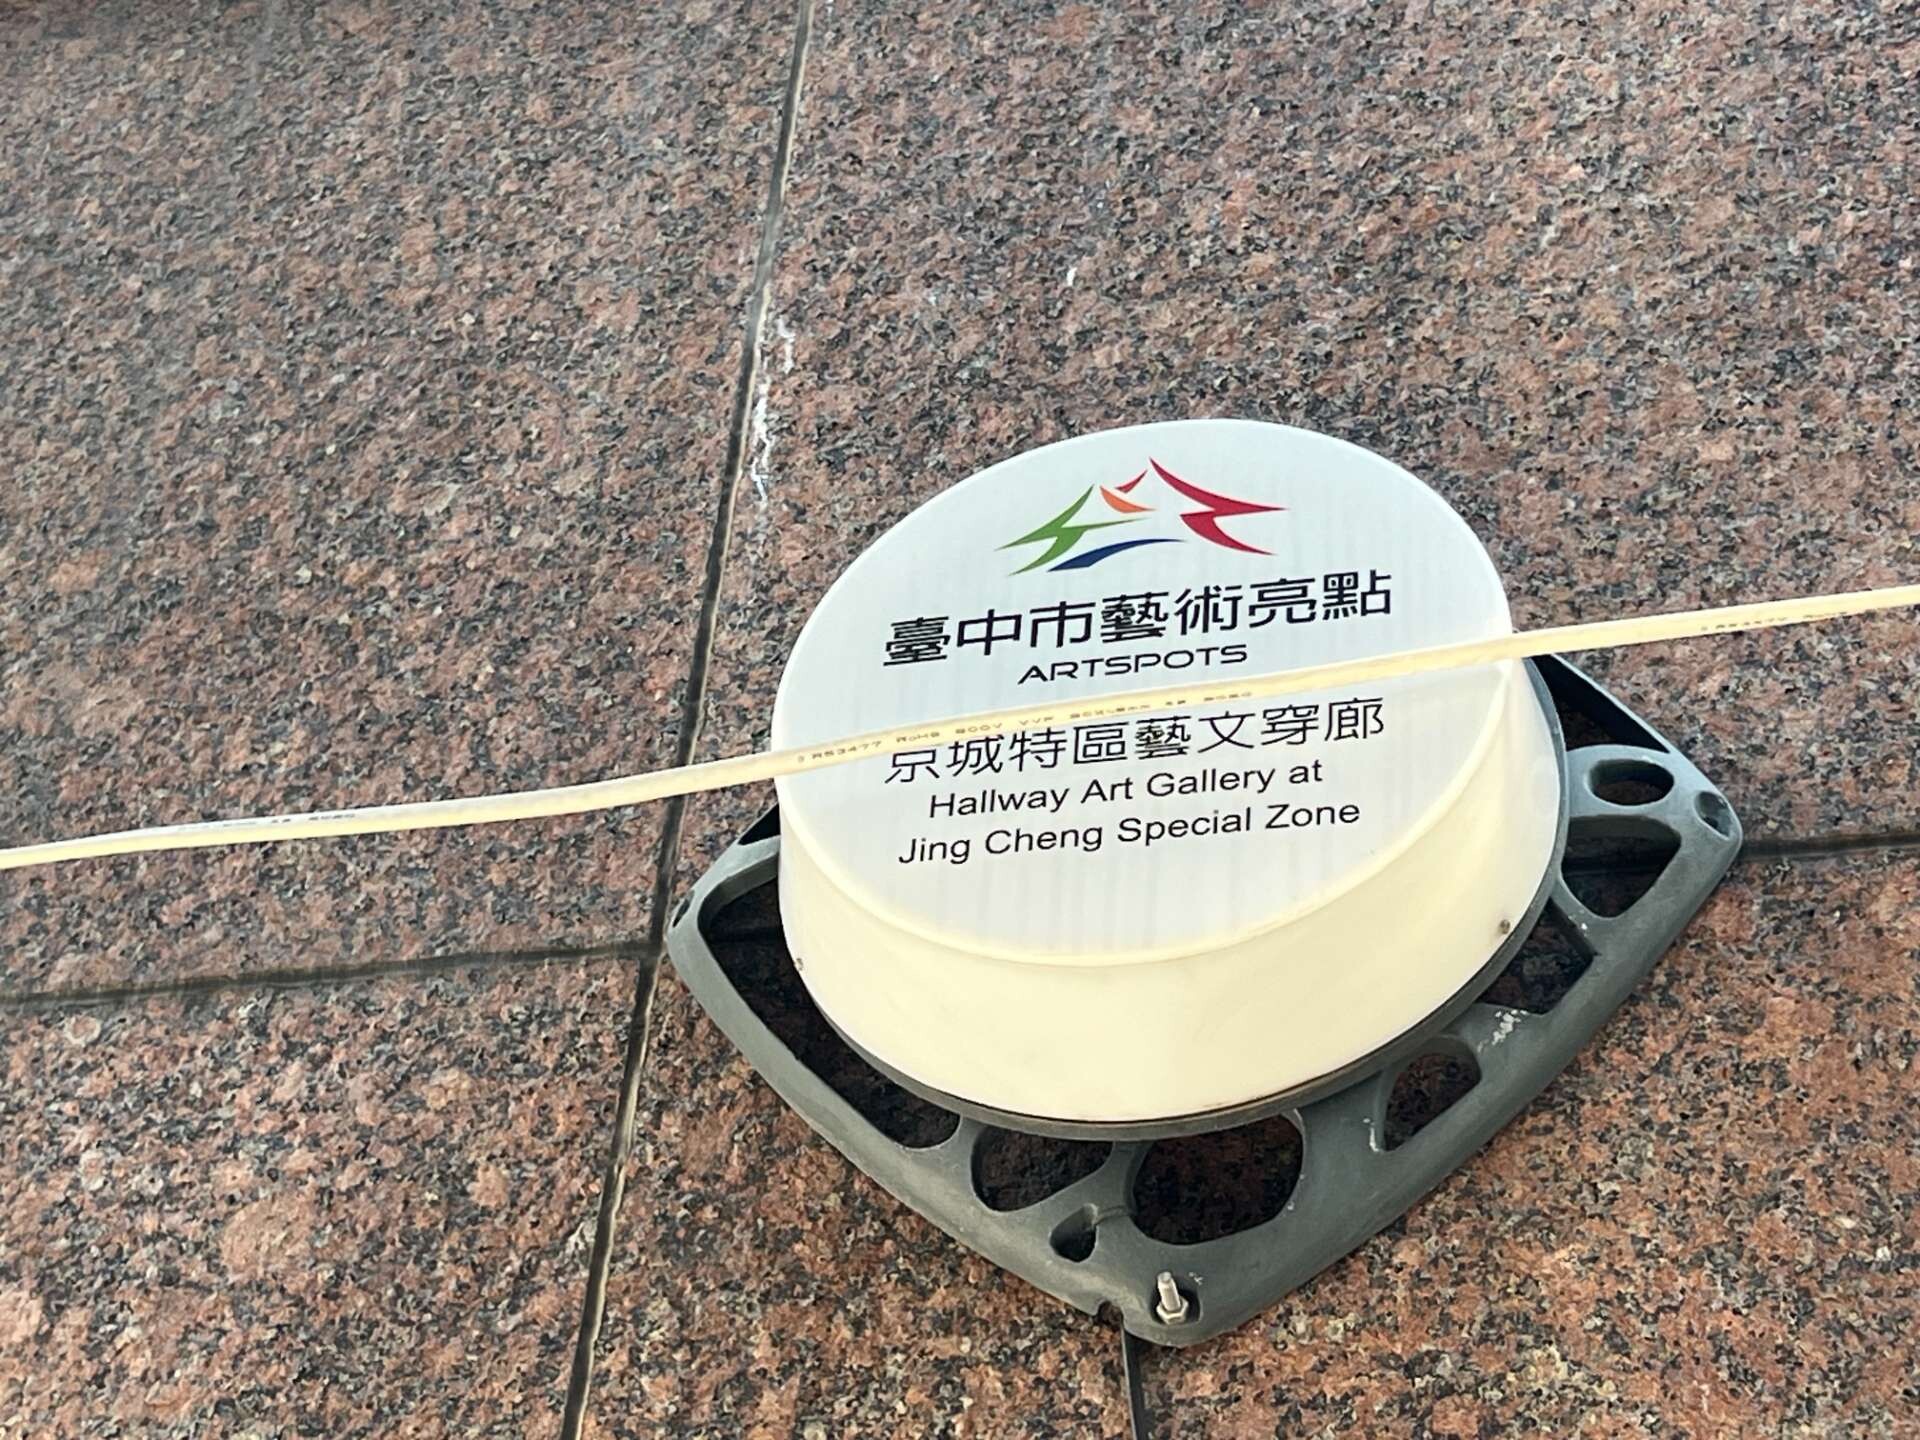 臺中市藝術亮點
ARTSPOTS
京城特區藝文穿廊
Hallway Art Gallery at
Jing Cheng Special Zone